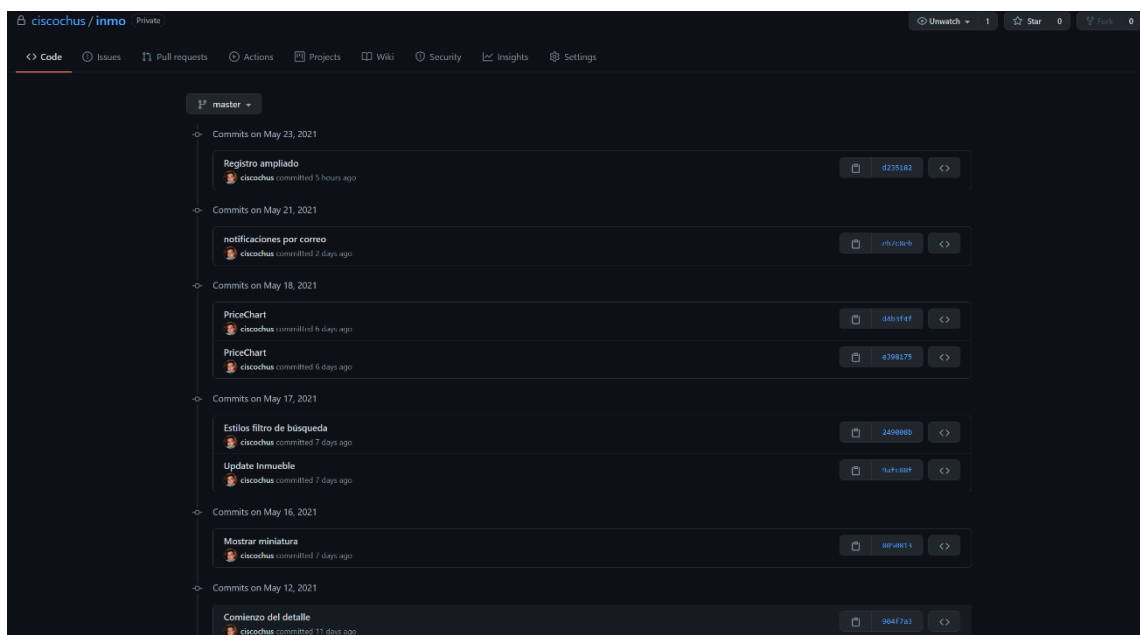 ciscochus / inmo Private
Unwatch 1 Star 0 Fork 0
Code Issues Pull requests Actions Projects Wiki Security Insights Settings
master
Commits on May 23, 2021
Registro ampliado
d235182
ciscochus committed 5 hours ago
Commits on May 21, 2021
notificaciones por correo
ciscochus committed 2 days ago
Commits on May 18, 2021
PriceChart
d4b3f4f
ciscochus committed 6 days ago
PriceChart
e398175
ciscochus committed 6 days ago
Commits on May 17, 2021
Estilos filtro de búsqueda
249008b
ciscochus committed 7 days ago
Update Inmueble
ciscochus committed 7 days ago
Commits on May 16, 2021
Mostrar miniatura
ciscochus committed 7 days ago
Commits on May 12, 2021
Comienzo del detalle
904f7a3
ciscochus committed 11 days ago